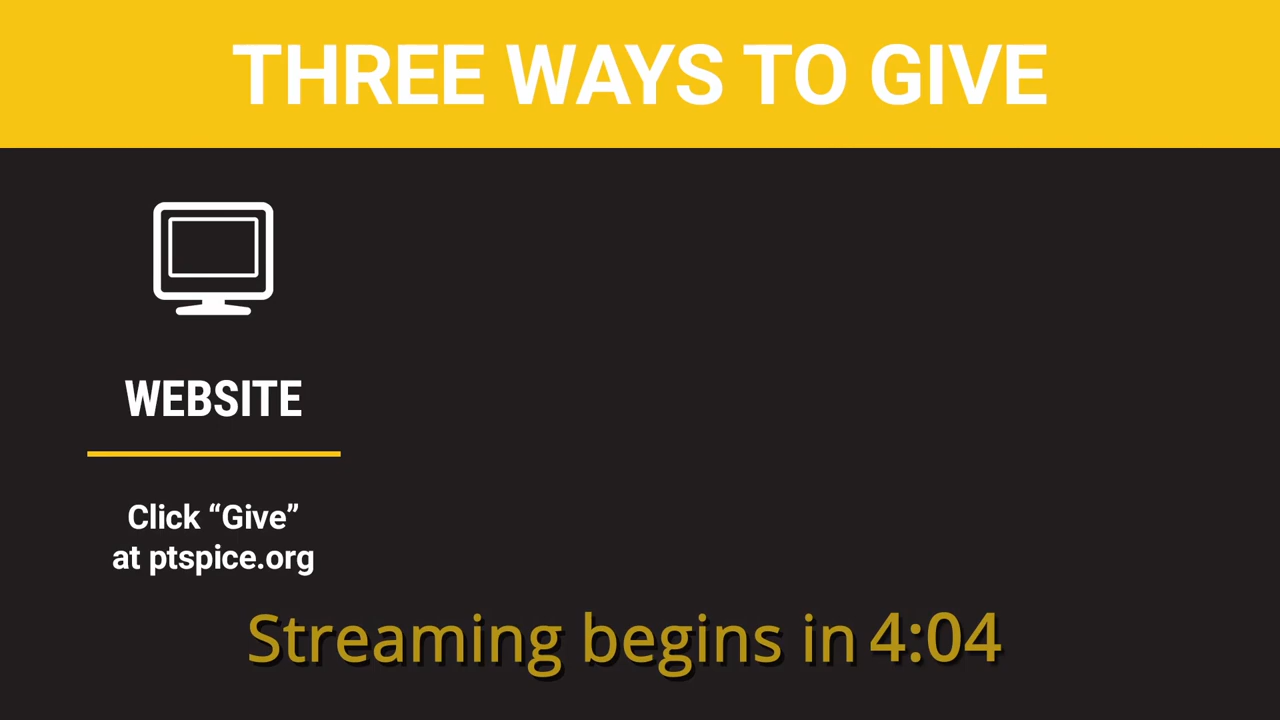 THREE WAYS TO GIVE
WEBSITE
Click “Give”
at ptspice.org
Streaming begins in 4:04